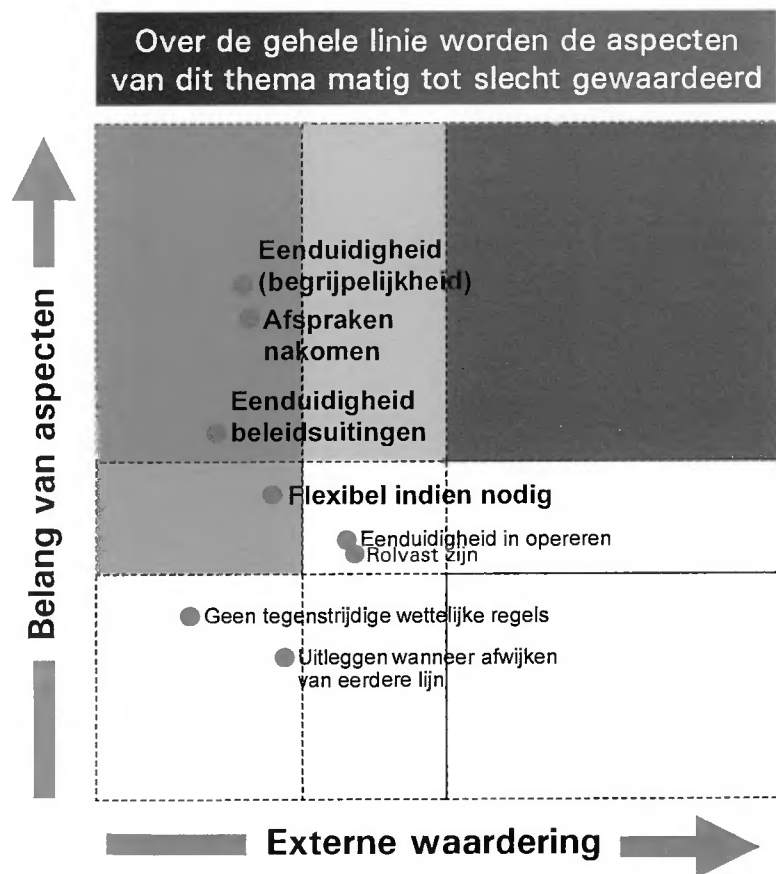 Over de gehele linie worden de aspecten
van dit thema matig tot slecht gewaardeerd
Belang van aspecten
Eenduidigheid
(begrijpelijkheid)
Afspraken
nakomen
Eenduidigheid
beleidsuitingen
Flexibel indien nodig
Eenduidigheid in opereren
Rolvast zijn
Geen tegenstrijdige wettelijke regels
Uitleggen wanneer afwijken
van eerdere lijn
Externe waardering